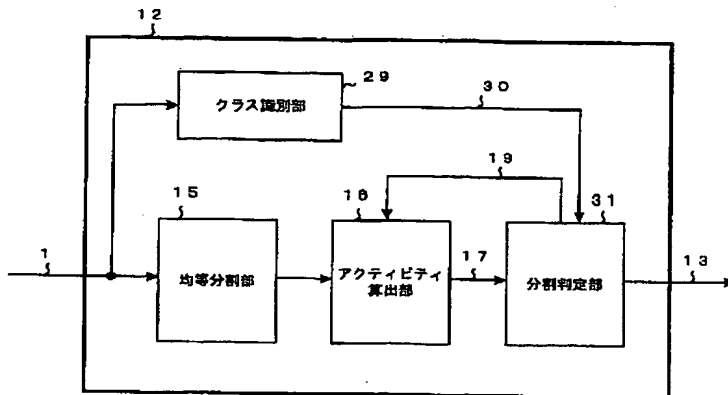 １２
２９
クラス識別部
３０
１９
１５
１６
３１
１
均等分割部
アクティビティ
算出部
１７
分割判定部
１３